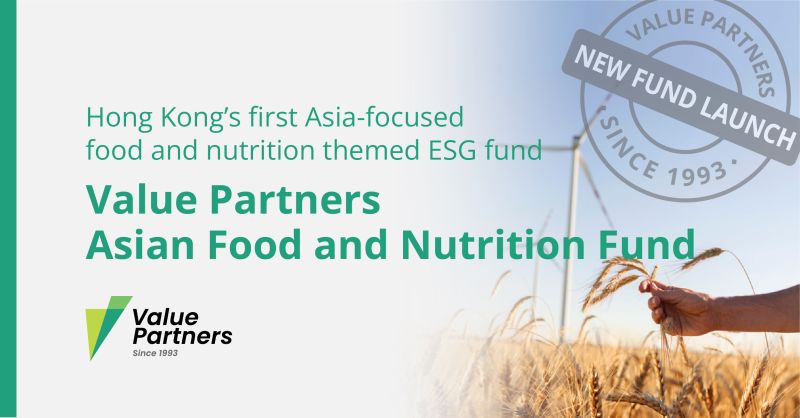 VALUE PARTNERS
NEW FUND LAUNCH
SINCE 1993
Hong Kong’s first Asia-focused
food and nutrition themed ESG fund
Value Partners
Asian Food and Nutrition Fund
Value
Partners
Since 1993